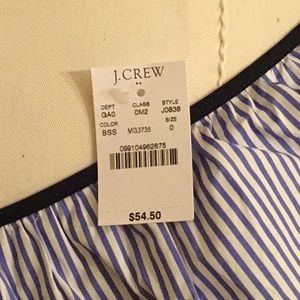 J.CREW
DEPT CLASS STYLE
GA0 0M2 J0838
COLOR SIZE
BSS MG3735 0
099104962675
$54.50